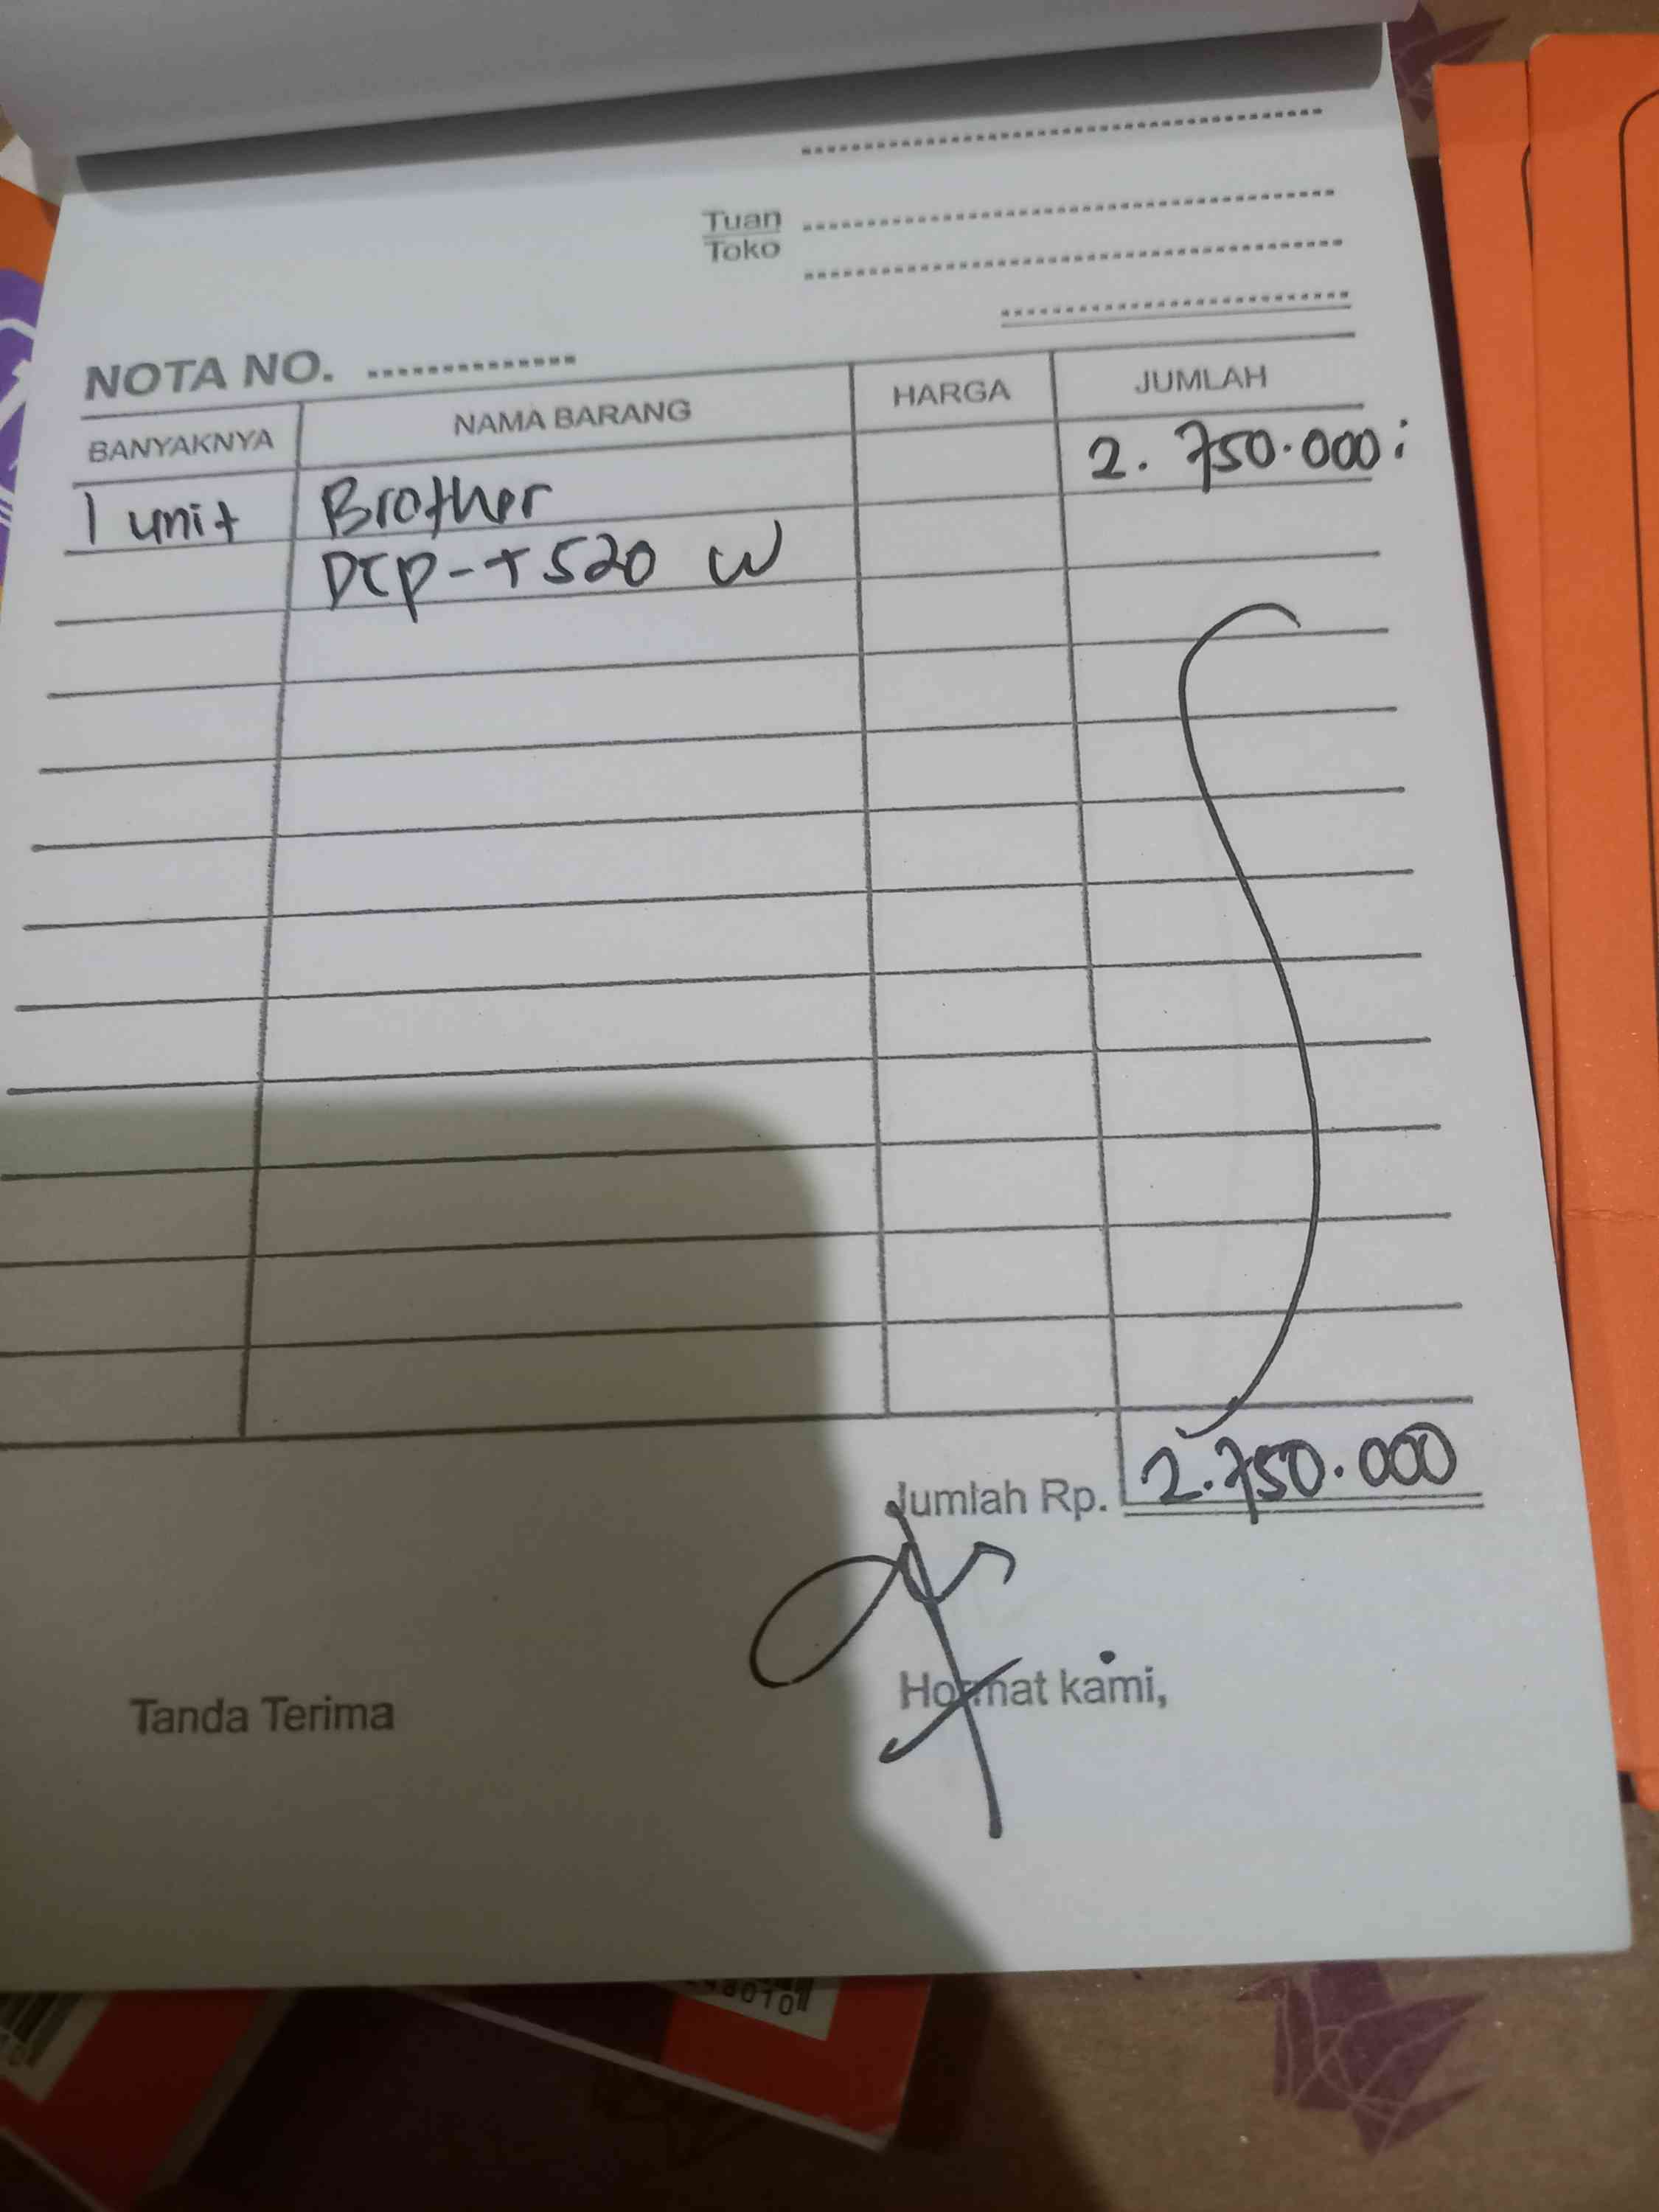 Tuan
Toko
NOTA NO.
BANYAKNYA NAMA BARANG HARGA JUMLAH
1 unit Brother 2.750.000
DCP-T520 W
Jumlah Rp. 2.750.000
Tanda Terima Hormat kami,
48010